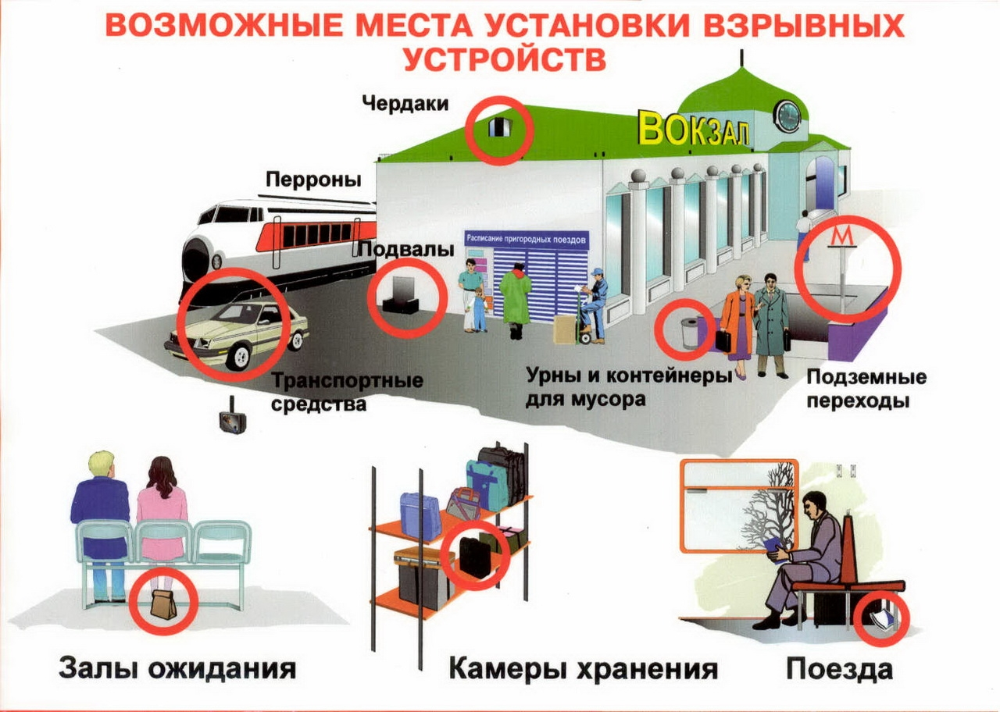 ВОЗМОЖНЫЕ МЕСТА УСТАНОВКИ ВЗРЫВНЫХ
УСТРОЙСТВ
Чердаки
ВОКЗАЛ
Перроны
Расписание пригородных поездов
Подвалы
М
Транспортные
средства
Урны и контейнеры
для мусора
Подземные
переходы
Залы ожидания
Камеры хранения
Поезда